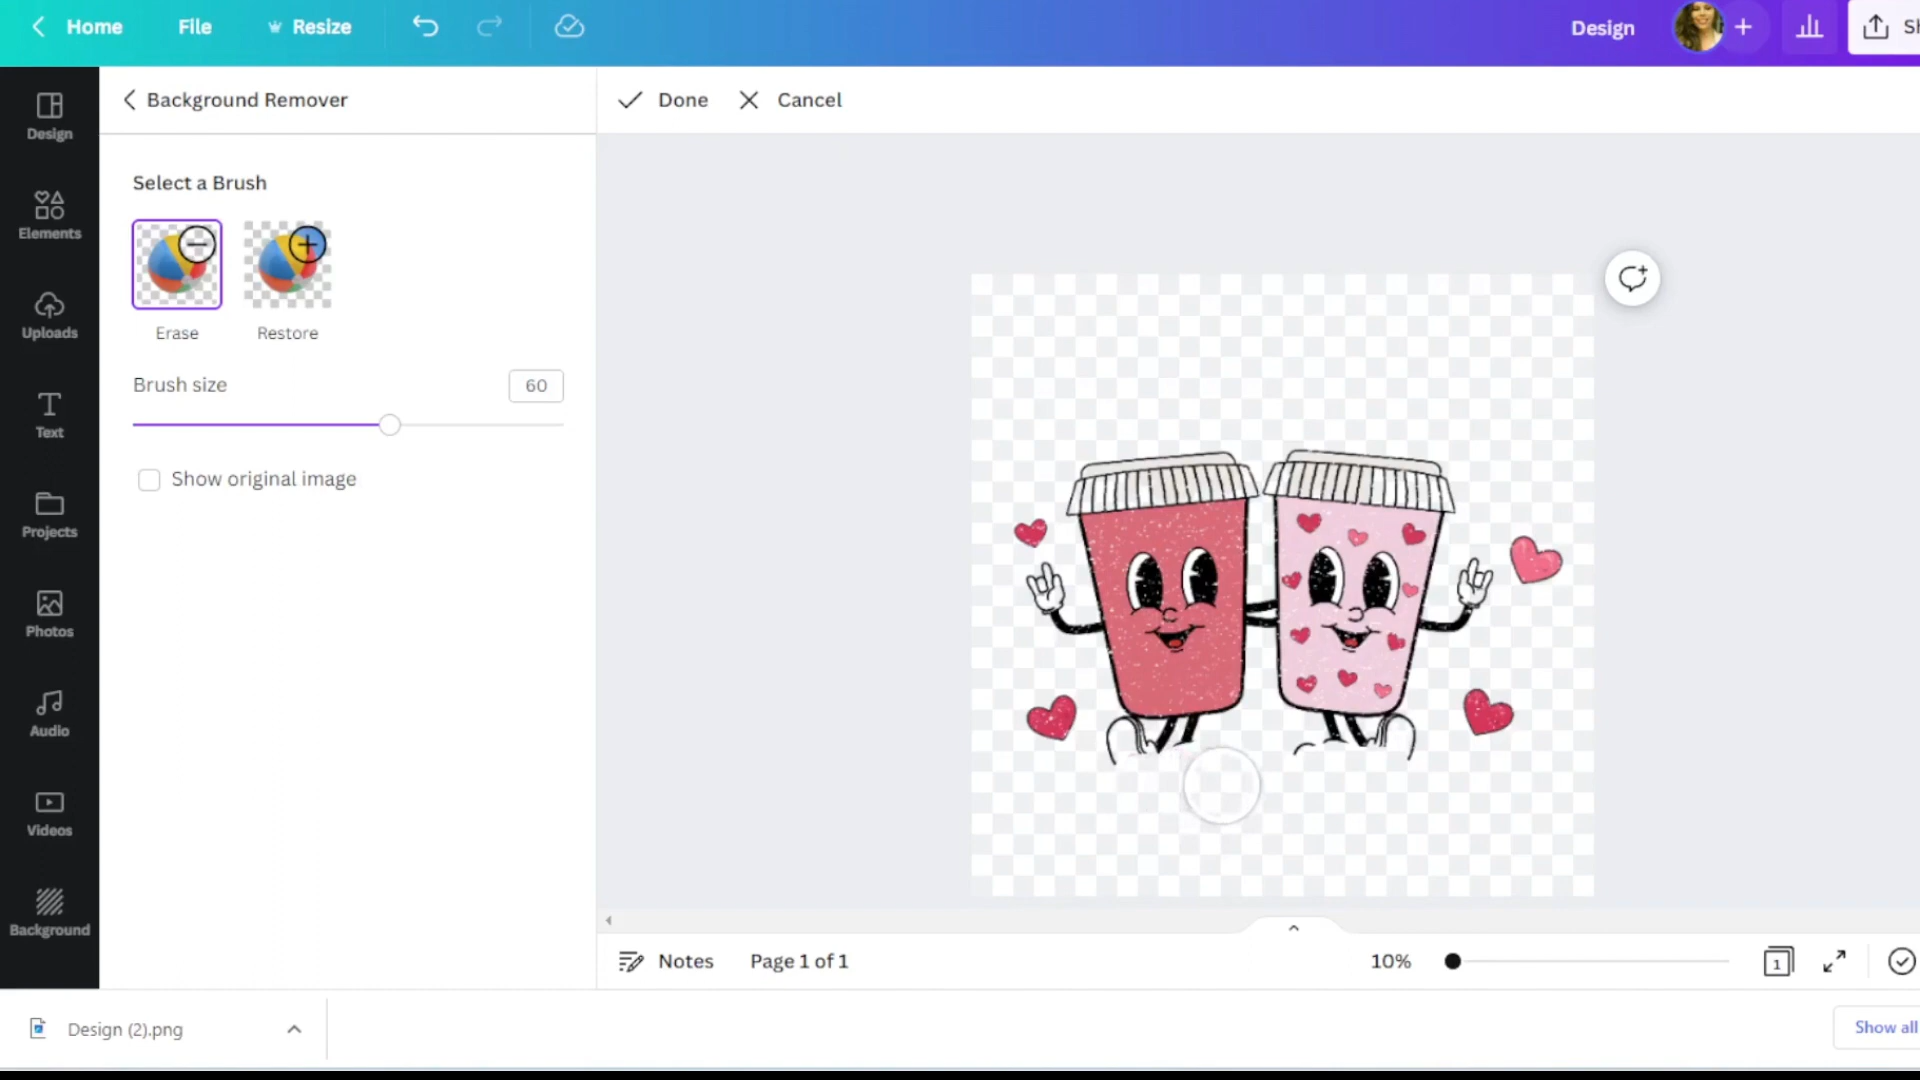 Home
File
Resize
Design
Design
Elements
Uploads
Text
Projects
Photos
Audio
Videos
Background
Background Remover
Select a Brush
Erase
Restore
Brush size
60
Show original image
Done
Cancel
Notes
Page 1 of 1
10%
1
Design (2).png
Show all